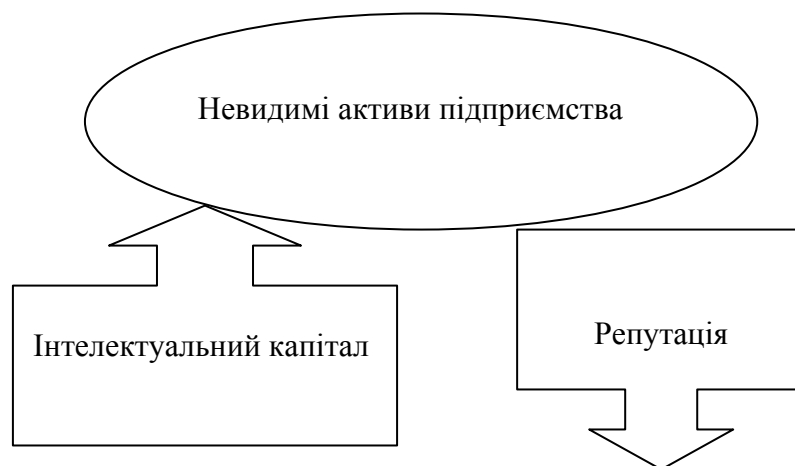 Невидимі активи підприємства
Інтелектуальний капітал
Репутація